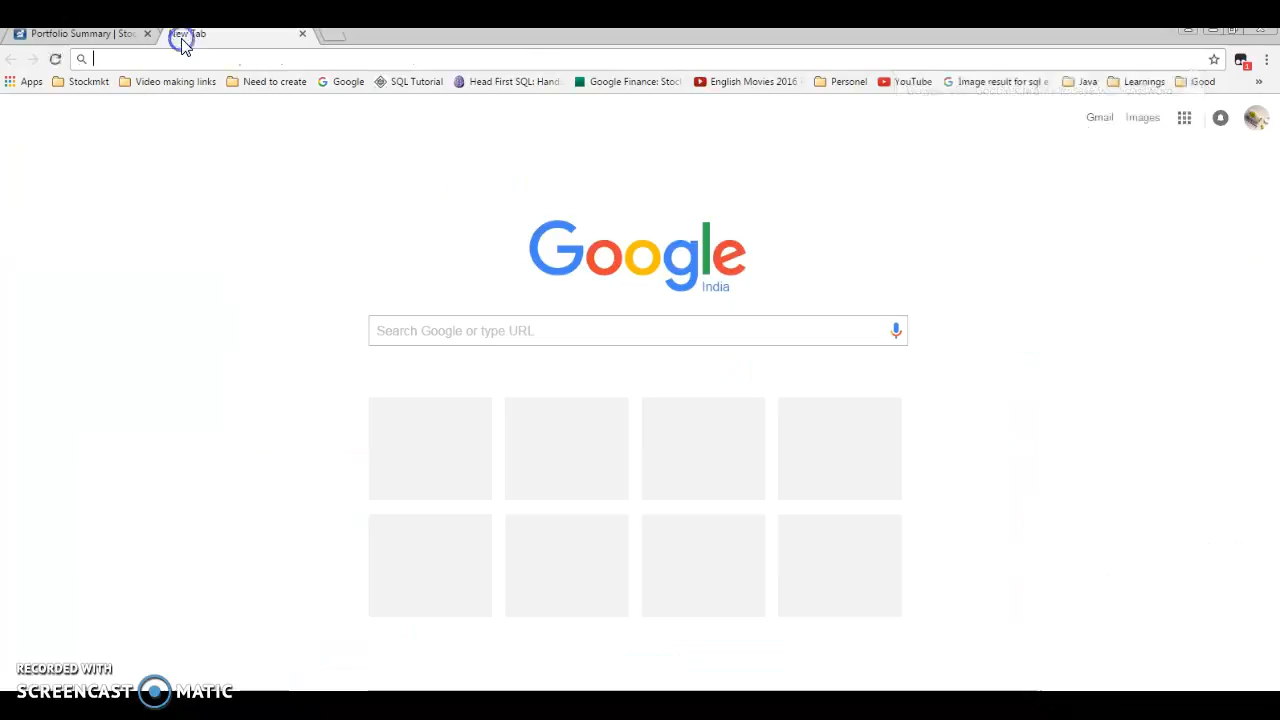 Portfolio Summary | Stoc
New Tab
Apps Stockmkt Video making links Need to create Google SQL Tutorial Head First SQL: Hand Google Finance: Stock English Movies 2016 Personel YouTube Image result for sql e Java Learnings Good »
Gmail Images
Google
India
Search Google or type URL
RECORDED WITH
SCREENCAST MATIC